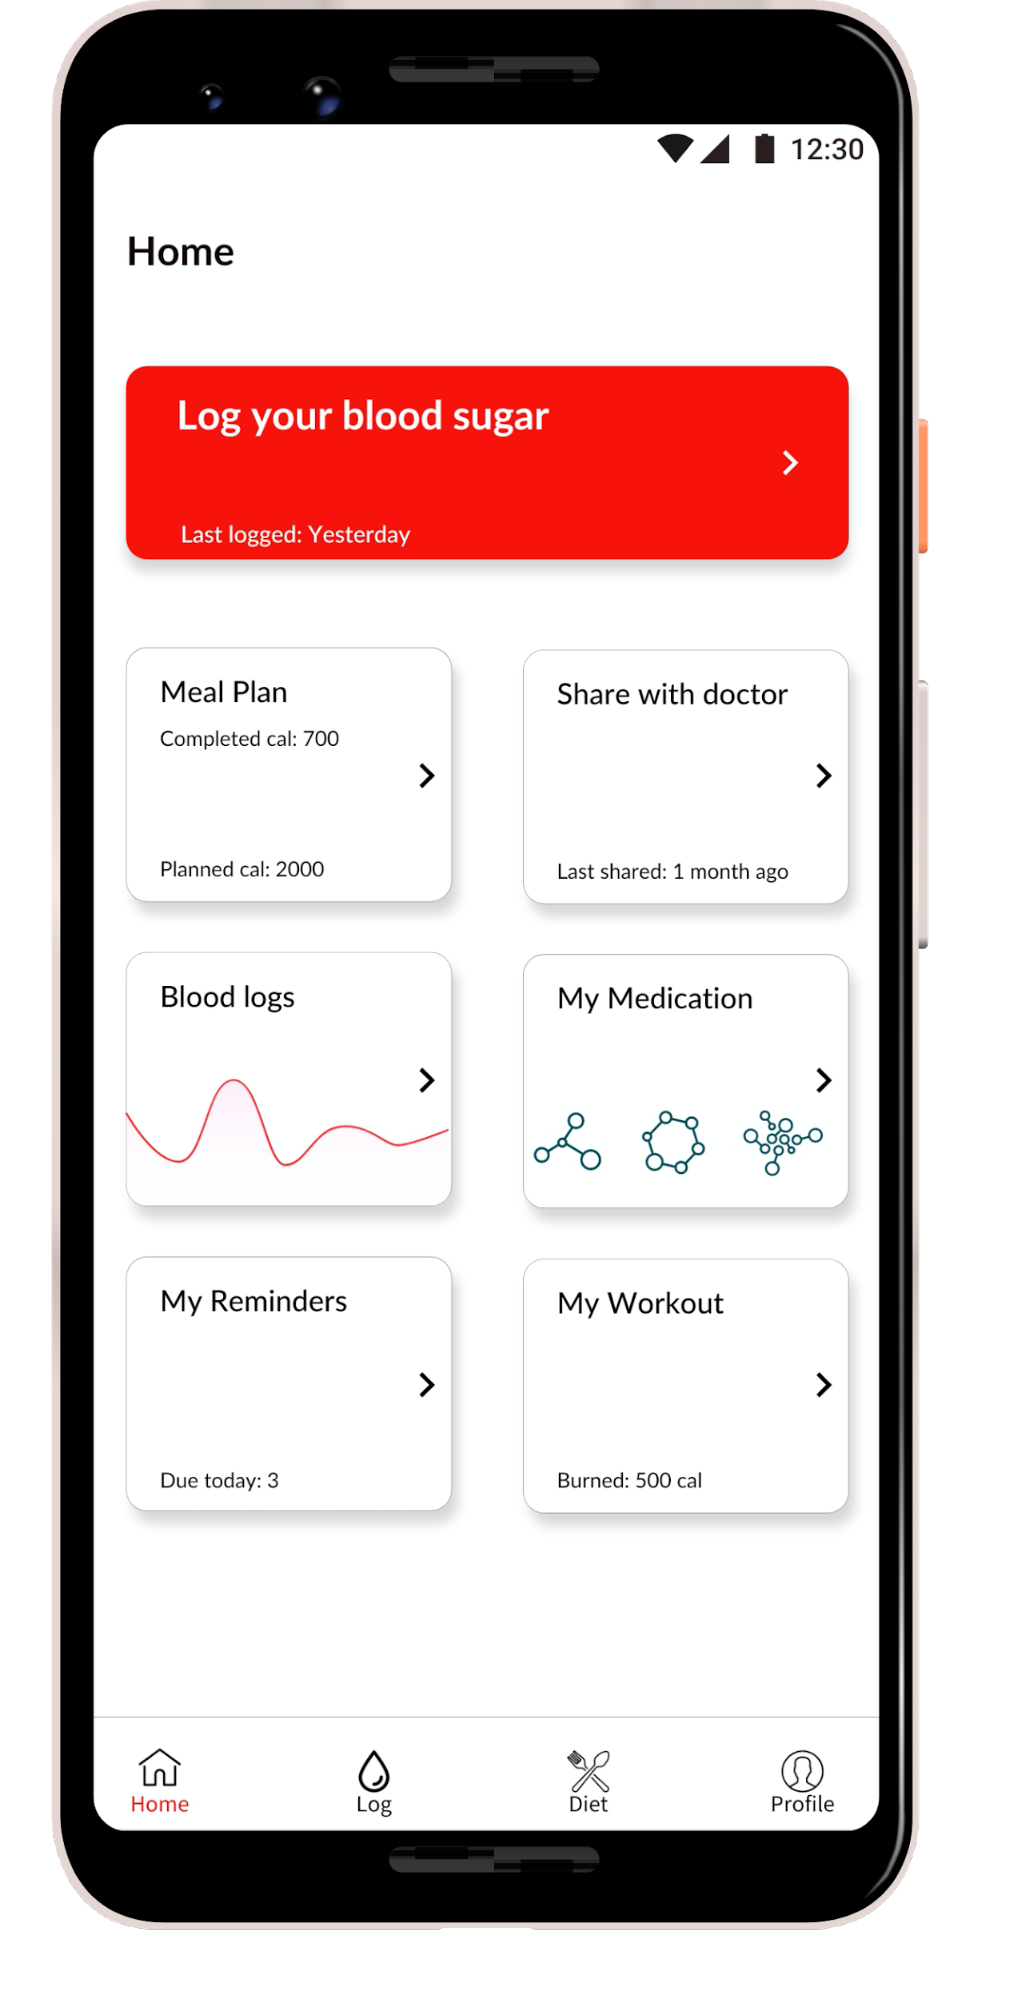 12:30
Home
Log your blood sugar
Last logged: Yesterday
Meal Plan
Completed cal: 700
Planned cal: 2000
Share with doctor
Last shared: 1 month ago
Blood logs
My Medication
My Reminders
Due today: 3
My Workout
Burned: 500 cal
Home
Log
Diet
Profile